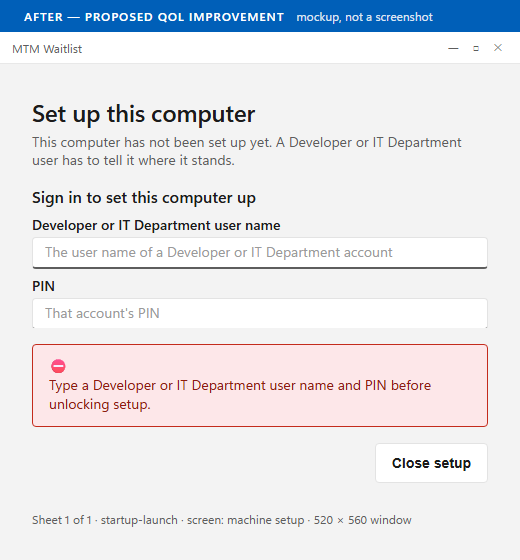 AFTER — PROPOSED QOL IMPROVEMENT mockup, not a screenshot
MTM Waitlist
Set up this computer
This computer has not been set up yet. A Developer or IT Department
user has to tell it where it stands.
Sign in to set this computer up
Developer or IT Department user name
The user name of a Developer or IT Department account
PIN
That account's PIN
Type a Developer or IT Department user name and PIN before
unlocking setup.
Close setup
Sheet 1 of 1 · startup-launch · screen: machine setup · 520 × 560 window